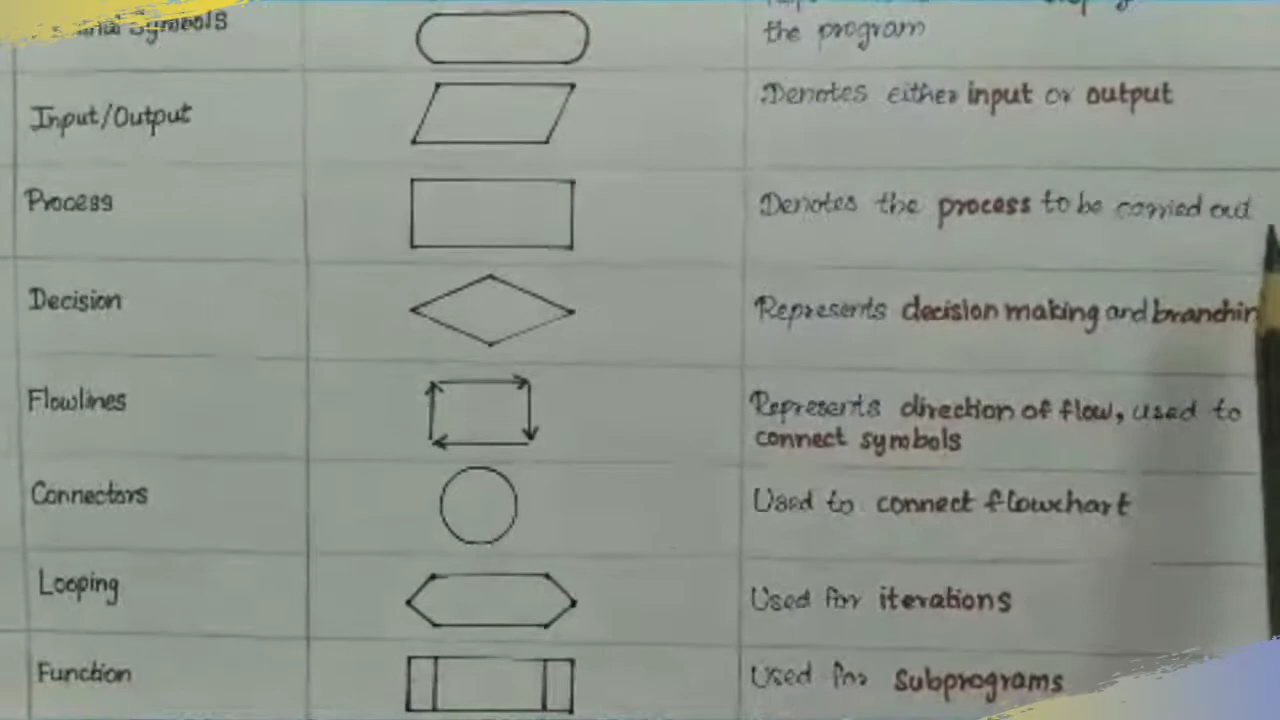 Symbols
the program
Input/Output
Denotes either input or output
Process
Denotes the process to be carried out
Decision
Represents decision making and branchin
Flowlines
Represents direction of flow, used to
connect symbols
Connectors
Used to connect flowchart
Looping
Used for iterations
Function
Used for subprograms